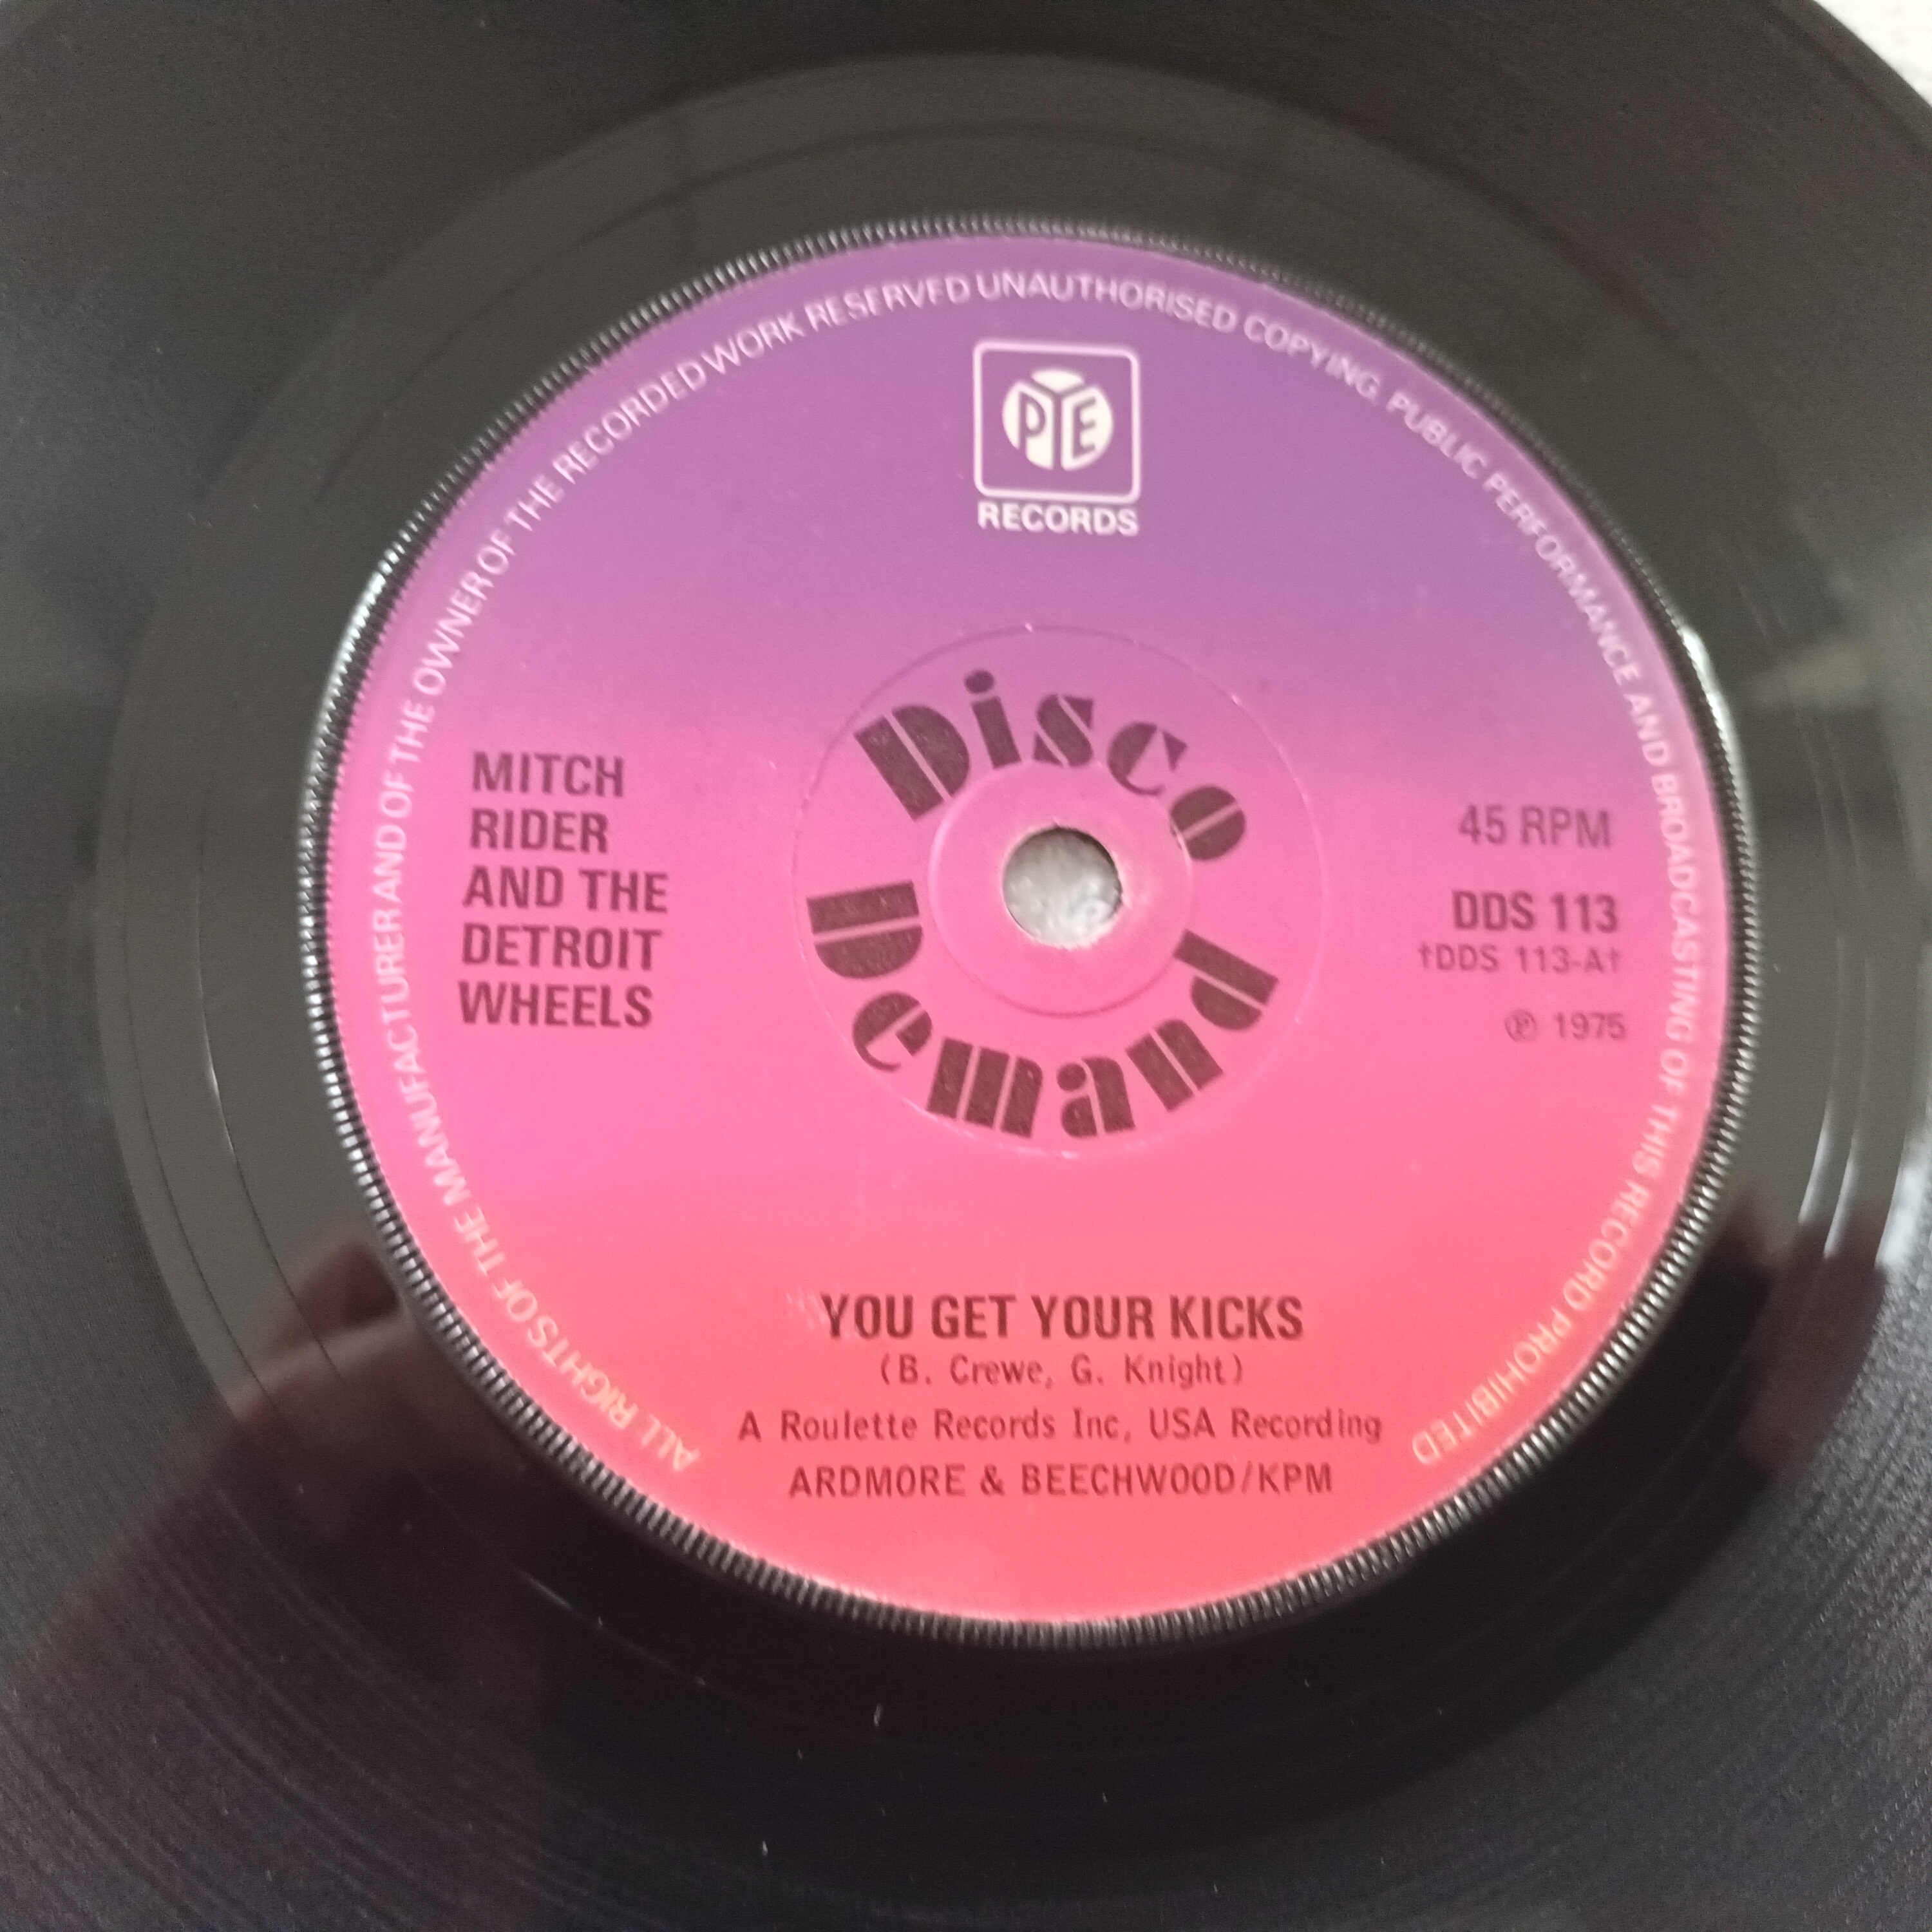 ALL RIGHTS OF THE MANUFACTURER AND OF THE OWNER OF THE RECORDED WORK RESERVED UNAUTHORISED COPYING, PUBLIC PERFORMANCE AND BROADCASTING OF THIS RECORD PROHIBITED
PYE
RECORDS
Disco
Demand
MITCH
RIDER
AND THE
DETROIT
WHEELS
45 RPM
DDS 113
†DDS 113-A†
℗ 1975
YOU GET YOUR KICKS
(B. Crewe, G. Knight)
A Roulette Records Inc, USA Recording
ARDMORE & BEECHWOOD/KPM